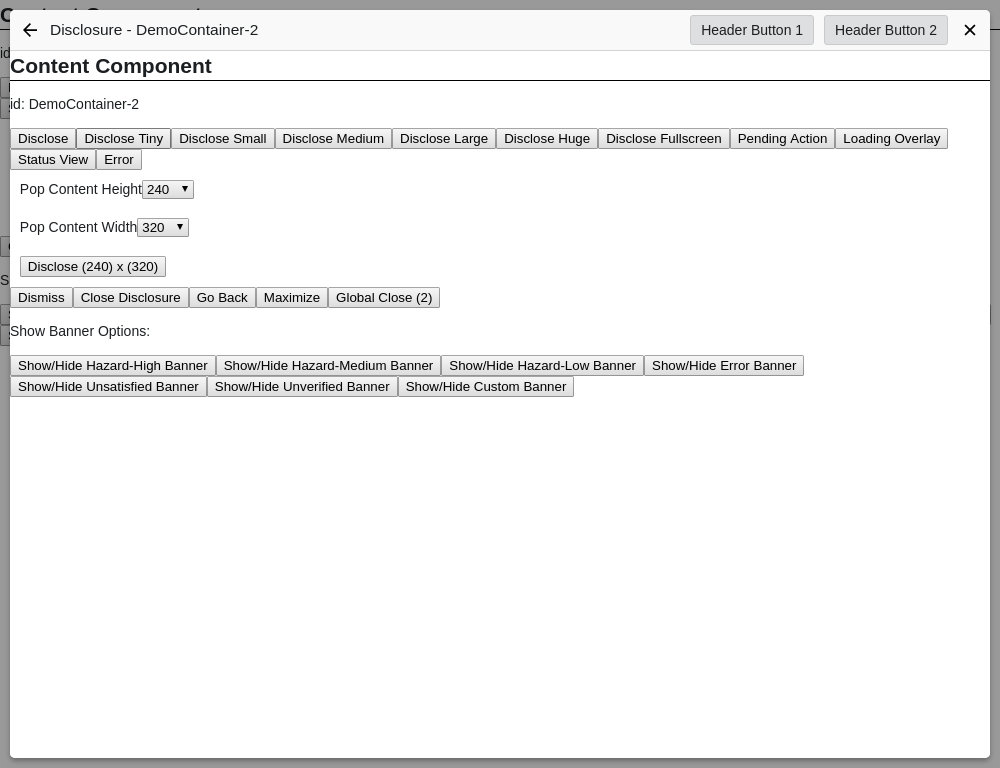 Disclosure - DemoContainer-2 Header Button 1 Header Button 2
Content Component
id: DemoContainer-2
Disclose Disclose Tiny Disclose Small Disclose Medium Disclose Large Disclose Huge Disclose Fullscreen Pending Action Loading Overlay
Status View Error
Pop Content Height 240
Pop Content Width 320
Disclose (240) x (320)
Dismiss Close Disclosure Go Back Maximize Global Close (2)
Show Banner Options:
Show/Hide Hazard-High Banner Show/Hide Hazard-Medium Banner Show/Hide Hazard-Low Banner Show/Hide Error Banner
Show/Hide Unsatisfied Banner Show/Hide Unverified Banner Show/Hide Custom Banner